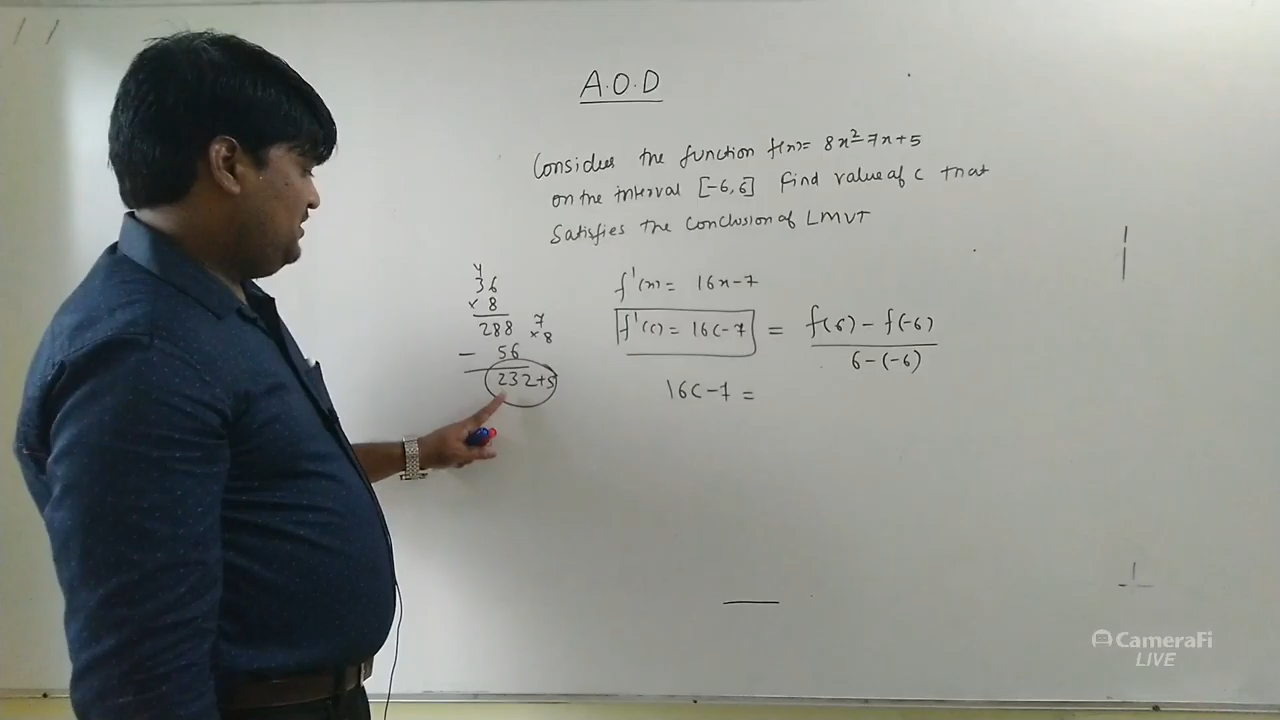 A.O.D
Consider the function f(x)= 8x²-7x+5
on the interval [-6,6] find value of c that
satisfies the conclusion of LMVT
4
36
× 8
288
7
×8
- 56
232+5
f'(x)= 16x-7
f'(c)= 16c-7 = f(6)-f(-6) / 6-(-6)
16c-7 =
CameraFi
LIVE